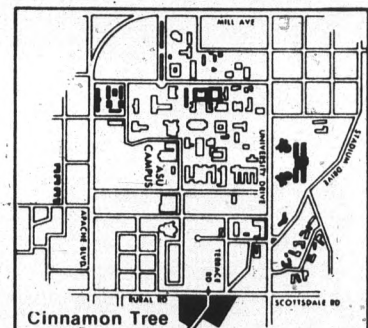 MILL AVE
STADIUM DRIVE
UNIVERSITY DRIVE
ASU
CAMPUS
APACHE BLVD.
TERRACE
RD
RURAL RD
SCOTTSDALE RD
Cinnamon Tree